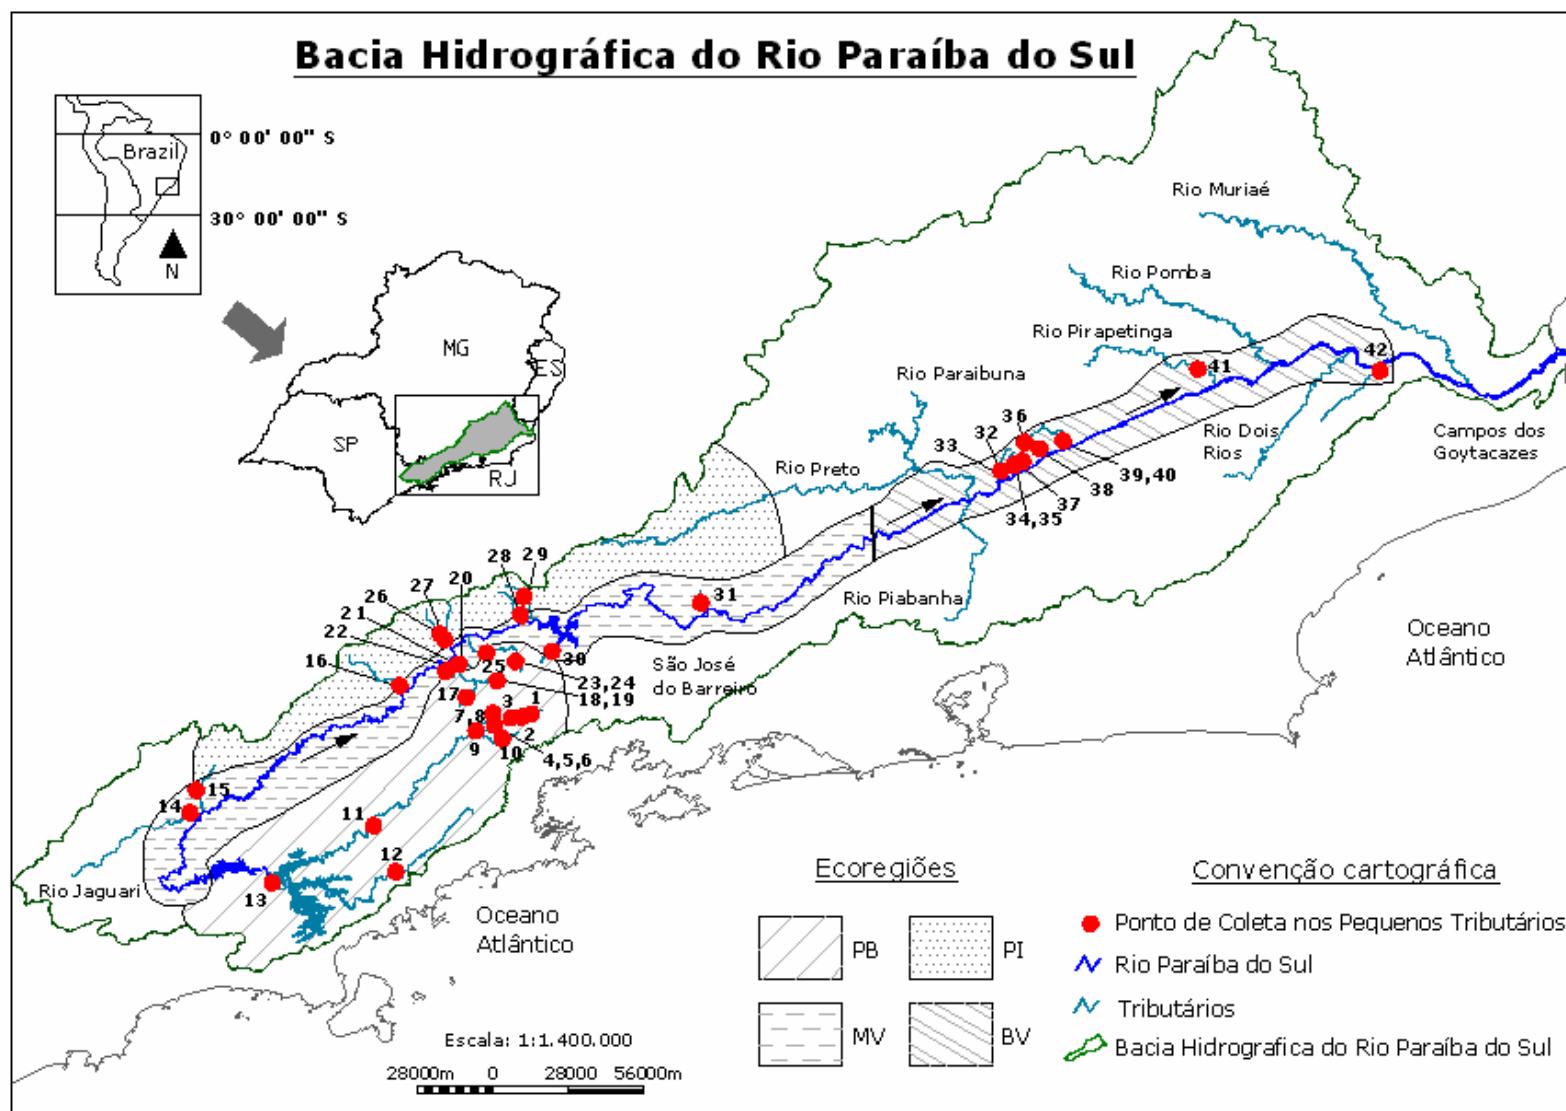 Bacia Hidrográfica do Rio Paraíba do Sul
0° 00' 00" S
Brazil
30° 00' 00" S
N
MG
ES
SP
RJ
Rio Muriaé
Rio Pomba
Rio Pirapetinga
Rio Paraibuna
Rio Preto
Rio Dois
Rios
Campos dos
Goytacazes
Rio Piabanha
São José
do Barreiro
Rio Jaguari
Oceano
Atlântico
Oceano
Atlântico
42
41
36
32
33
39,40
38
37
34,35
29
28
20
27
26
21
22
16
31
30
25
23,24
18,19
17
3
1
7,8
2
9
10
4,5,6
15
14
11
12
13
Ecoregiões
PB
PI
MV
BV
Convenção cartográfica
Ponto de Coleta nos Pequenos Tributários
Rio Paraíba do Sul
Tributários
Bacia Hidrografica do Rio Paraíba do Sul
Escala: 1:1.400.000
28000m 0 28000 56000m